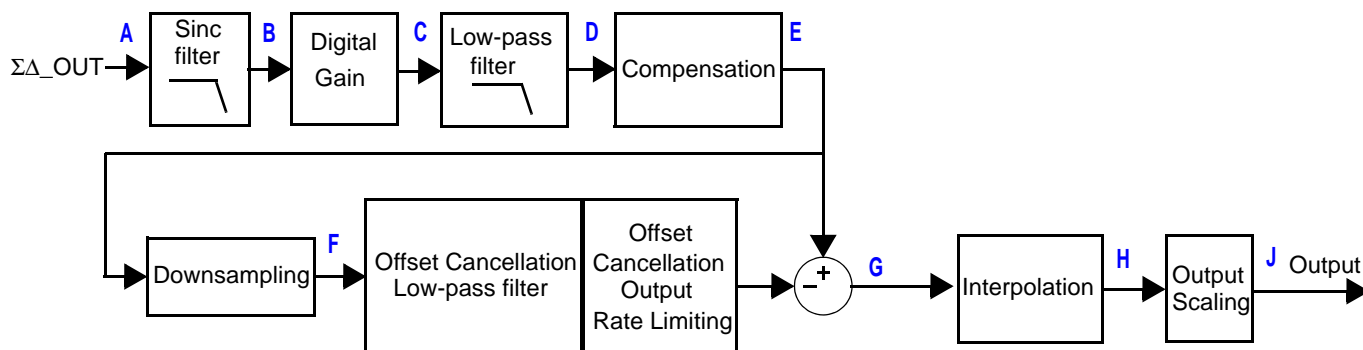 A
Sinc
filter
B
Digital
Gain
C
Low-pass
filter
D
E
ΣΔ_OUT
Compensation
Downsampling
F
Offset Cancellation
Low-pass filter
Offset
Cancellation
Output
Rate Limiting
+
−
G
Interpolation
H
Output
Scaling
J
Output